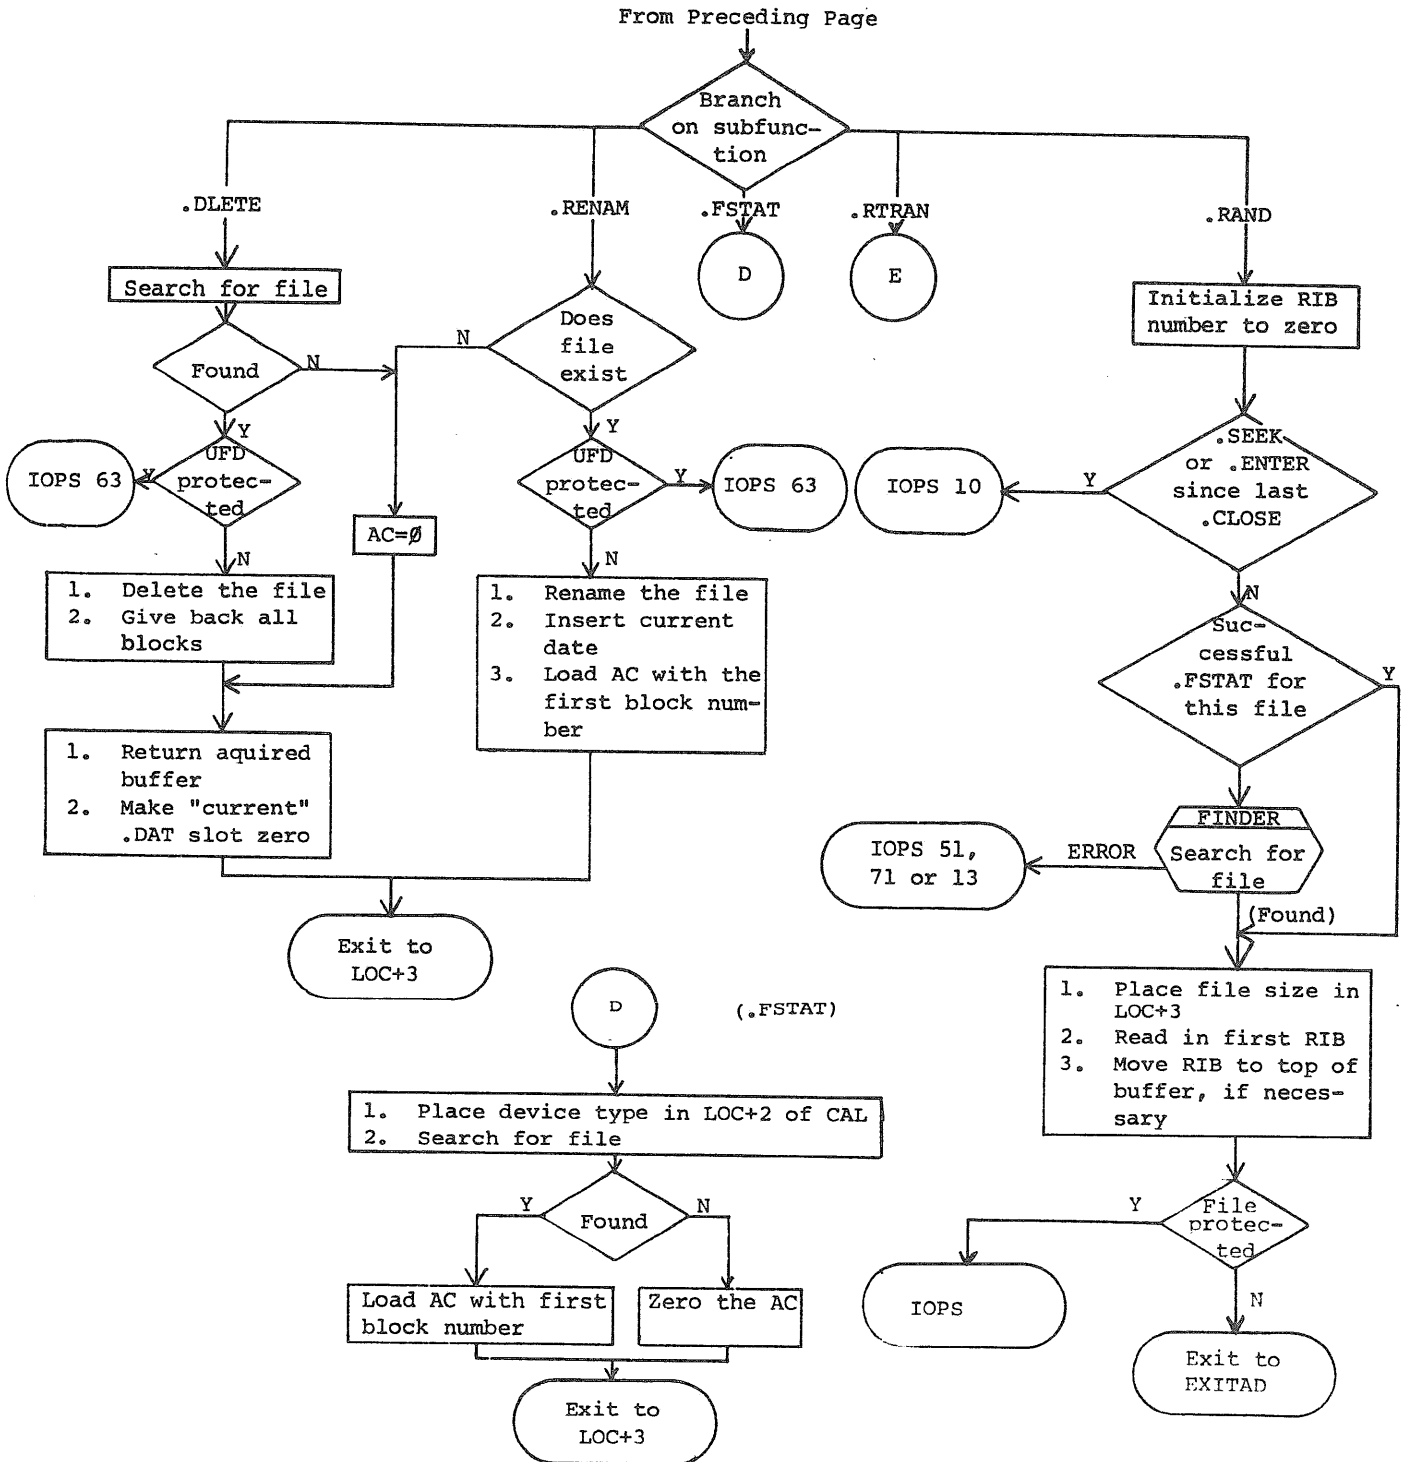 From Preceding Page
Branch
on subfunc-
tion
.DLETE
.RENAM
.FSTAT
.RTRAN
.RAND
D
E
Search for file
Found
N
Y
UFD
protec-
ted
Y
IOPS 63
N
1. Delete the file
2. Give back all
blocks
AC=Ø
1. Return aquired
buffer
2. Make "current"
.DAT slot zero
Does
file
exist
N
Y
UFD
protec-
ted
Y
IOPS 63
N
1. Rename the file
2. Insert current
date
3. Load AC with the
first block num-
ber
Exit to
LOC+3
Initialize RIB
number to zero
.SEEK
or .ENTER
since last
.CLOSE
Y
IOPS 10
N
Suc-
cessful
.FSTAT for
this file
Y
FINDER
Search for
file
ERROR
IOPS 51,
71 or 13
(Found)
1. Place file size in
LOC+3
2. Read in first RIB
3. Move RIB to top of
buffer, if neces-
sary
File
protec-
ted
Y
IOPS
N
Exit to
EXITAD
D
(.FSTAT)
1. Place device type in LOC+2 of CAL
2. Search for file
Found
Y
N
Load AC with first
block number
Zero the AC
Exit to
LOC+3